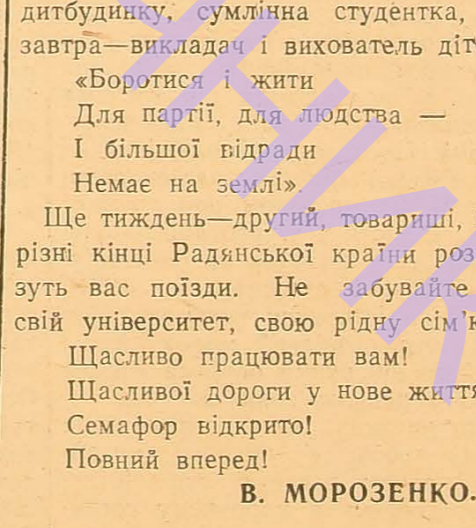 дитбудинку, сумлінна студентка,
завтра—викладач і вихователь діт
«Боротися і жити
Для партії, для людства —
І більшої відради
Немає на землі».
Ще тиждень—другий, товариші,
різні кінці Радянської країни роз
зуть вас поїзди. Не забувайте
свій університет, свою рідну сім'ю
Щасливо працювати вам!
Щасливої дороги у нове життя
Семафор відкрито!
Повний вперед!
В. МОРОЗЕНКО.